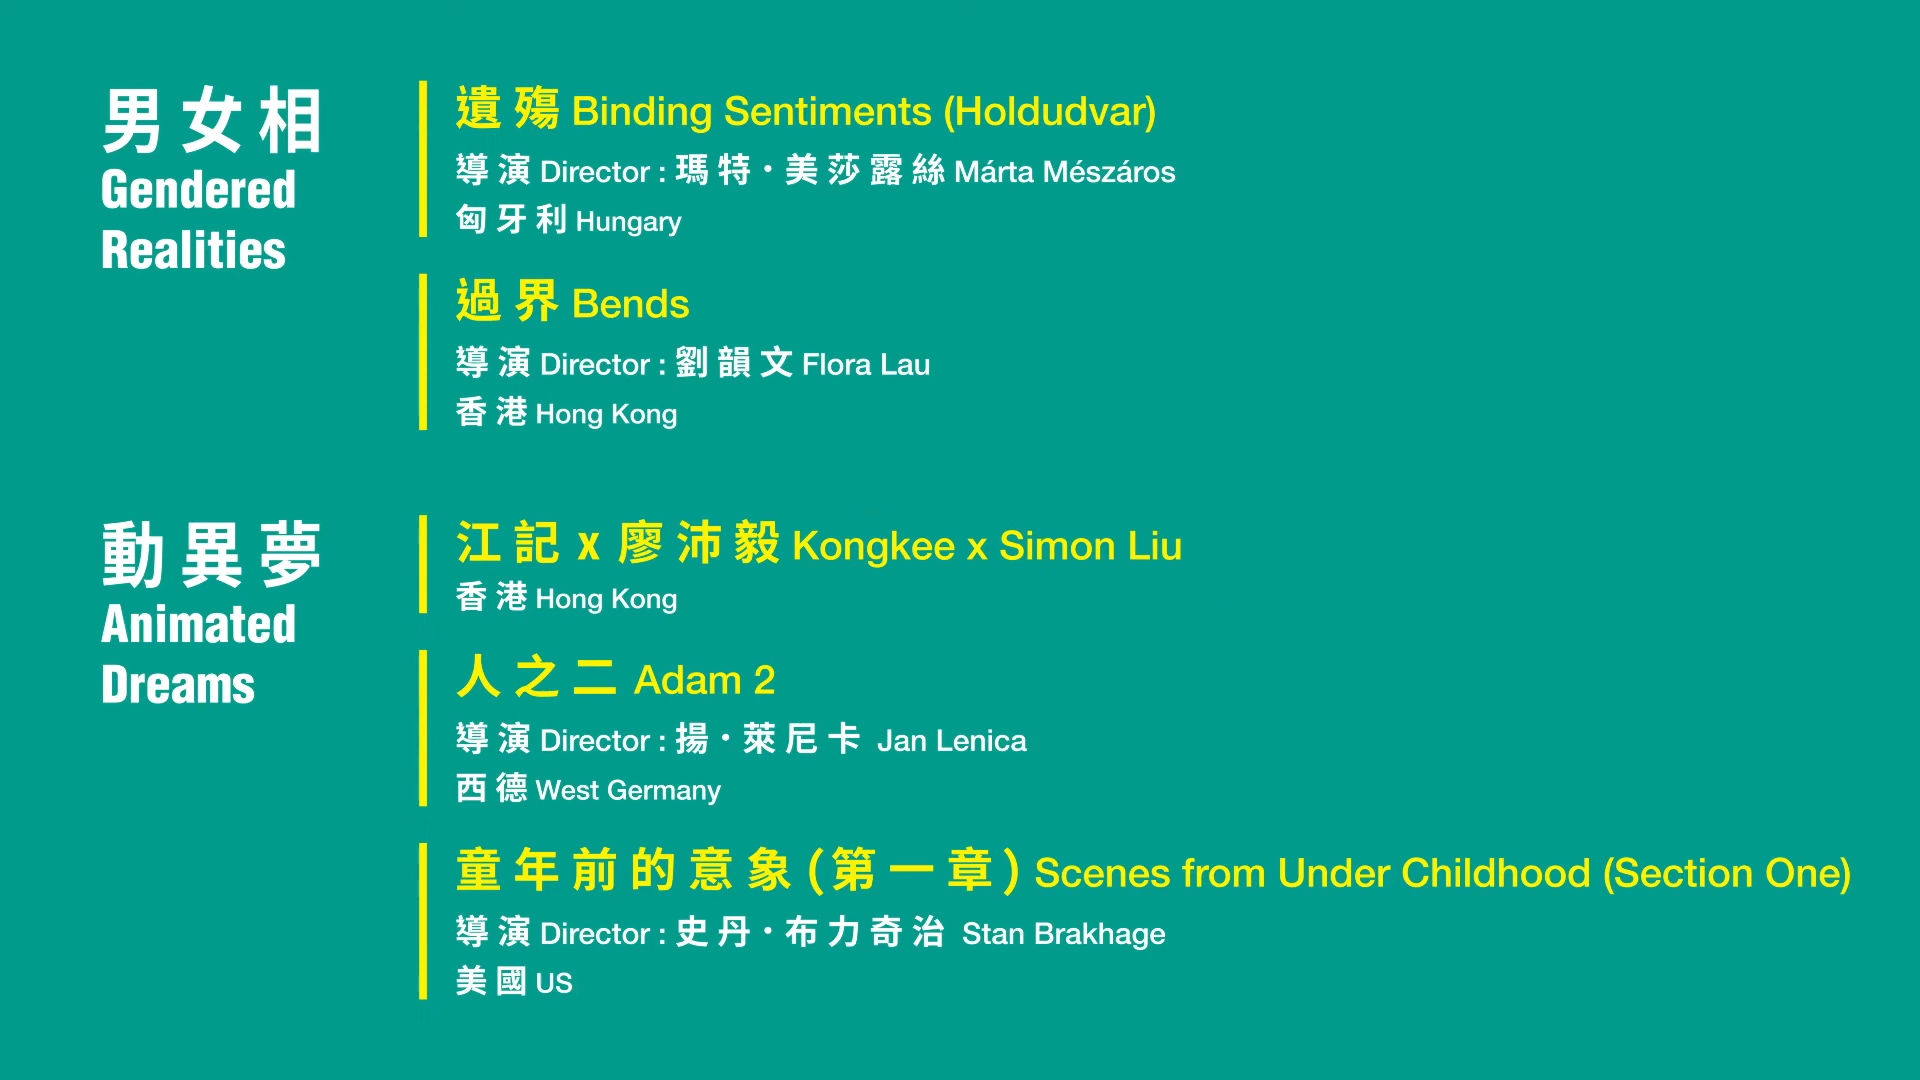 男女相
Gendered
Realities
遺殤 Binding Sentiments (Holdudvar)
導演 Director : 瑪特・美莎露絲 Márta Mészáros
匈牙利 Hungary
過界 Bends
導演 Director : 劉韻文 Flora Lau
香港 Hong Kong
動異夢
Animated
Dreams
江記 x 廖沛毅 Kongkee x Simon Liu
香港 Hong Kong
人之二 Adam 2
導演 Director : 揚・萊尼卡 Jan Lenica
西德 West Germany
童年前的意象(第一章) Scenes from Under Childhood (Section One)
導演 Director : 史丹・布力奇治 Stan Brakhage
美國 US